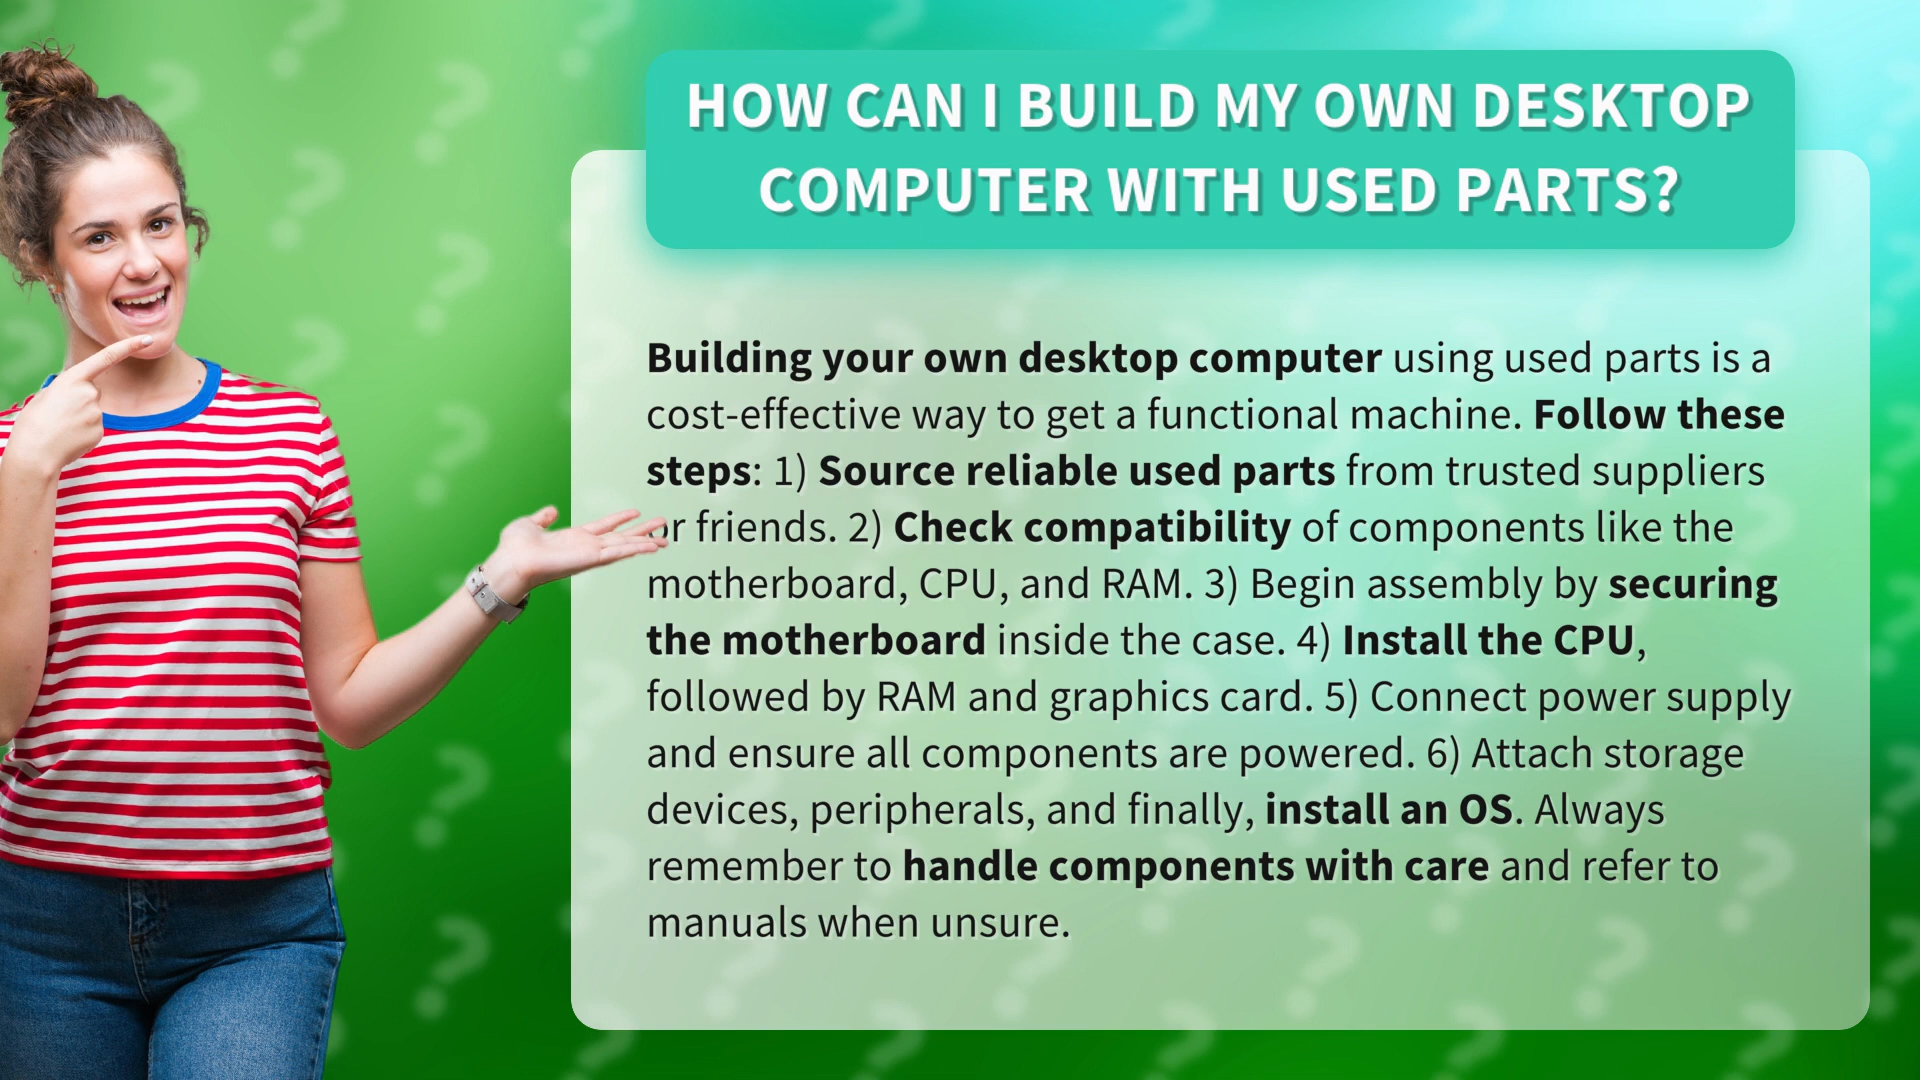 HOW CAN I BUILD MY OWN DESKTOP
COMPUTER WITH USED PARTS?
Building your own desktop computer using used parts is a
cost-effective way to get a functional machine. Follow these
steps: 1) Source reliable used parts from trusted suppliers
or friends. 2) Check compatibility of components like the
motherboard, CPU, and RAM. 3) Begin assembly by securing
the motherboard inside the case. 4) Install the CPU,
followed by RAM and graphics card. 5) Connect power supply
and ensure all components are powered. 6) Attach storage
devices, peripherals, and finally, install an OS. Always
remember to handle components with care and refer to
manuals when unsure.